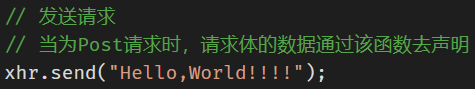 // 发送请求
// 当为Post请求时，请求体的数据通过该函数去声明
xhr.send("Hello,World!!!!");